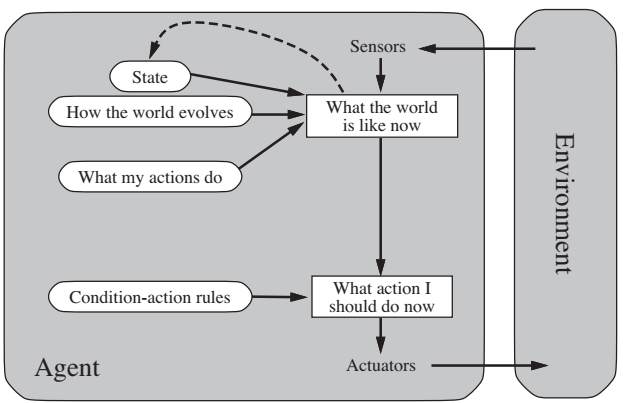 Sensors
State
How the world evolves
What the world
is like now
What my actions do
Environment
Condition-action rules
What action I
should do now
Agent
Actuators